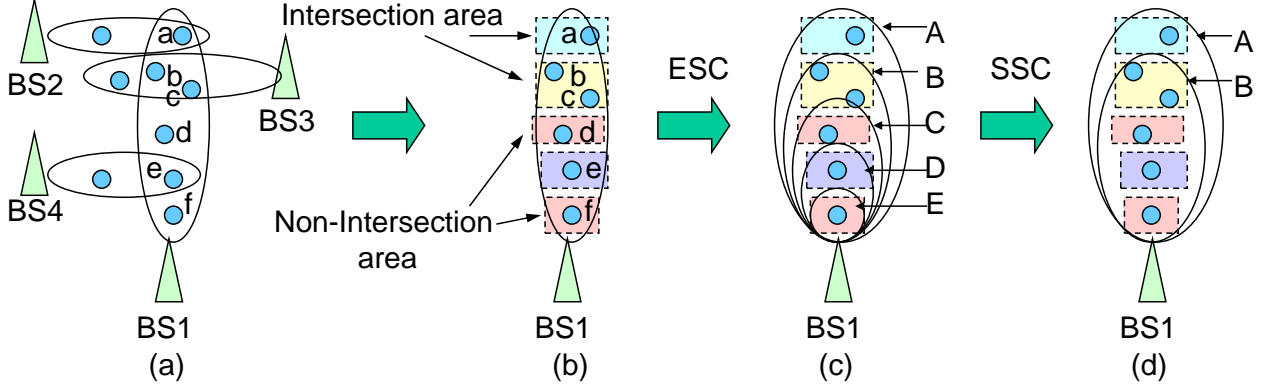 a
b
c
d
e
f
BS2
BS3
BS4
BS1
(a)
Intersection area
Non-Intersection
area
a
b
c
d
e
f
BS1
(b)
ESC
A
B
C
D
E
BS1
(c)
SSC
A
B
BS1
(d)